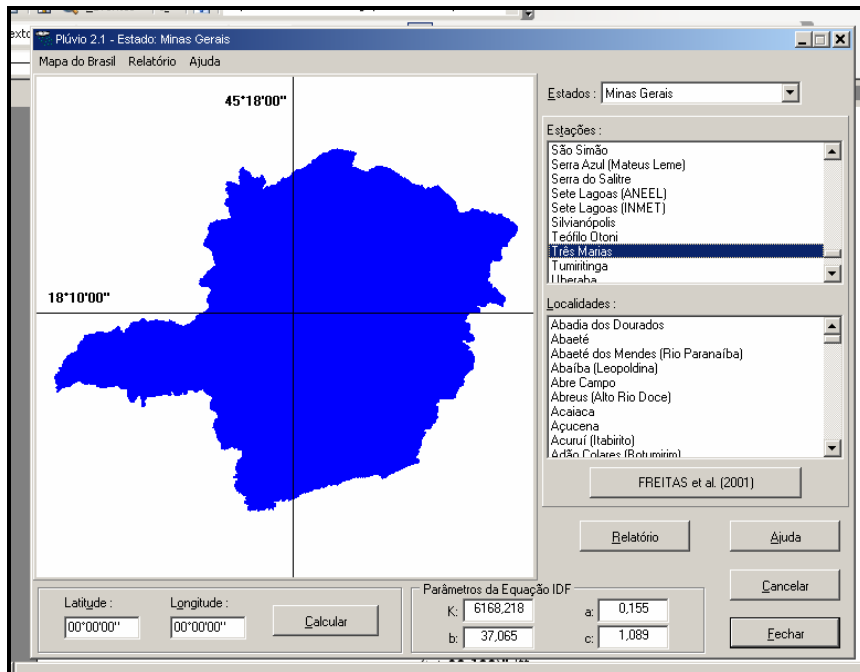 Plúvio 2.1 - Estado: Minas Gerais
Mapa do Brasil Relatório Ajuda
45°18'00"
18°10'00"
Estados : Minas Gerais
Estações :
São Simão
Serra Azul (Mateus Leme)
Serra do Salitre
Sete Lagoas (ANEEL)
Sete Lagoas (INMET)
Silvianópolis
Teófilo Otoni
Três Marias
Tumiritinga
Uberaba
Localidades :
Abadia dos Dourados
Abaeté
Abaeté dos Mendes (Rio Paranaíba)
Abaíba (Leopoldina)
Abre Campo
Abreus (Alto Rio Doce)
Acaiaca
Açucena
Acuruí (Itabirito)
Adão Colares (Botumirim)
FREITAS et al. (2001)
Relatório Ajuda
Cancelar
Fechar
Latitude : Longitude :
00°00'00" 00°00'00" Calcular
Parâmetros da Equação IDF
K: 6168,218 a: 0,155
b: 37,065 c: 1,089